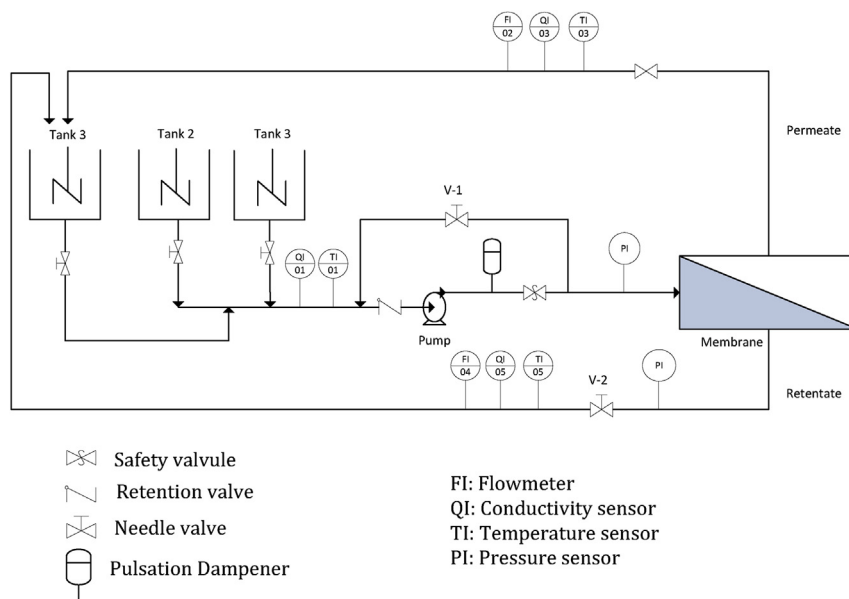 FI
02
QI
03
TI
03
Permeate
Tank 3
Tank 2
Tank 3
V-1
QI
01
TI
01
PI
Pump
Membrane
FI
04
QI
05
TI
05
V-2
PI
Retentate
Safety valvule
Retention valve
Needle valve
Pulsation Dampener
FI: Flowmeter
QI: Conductivity sensor
TI: Temperature sensor
PI: Pressure sensor